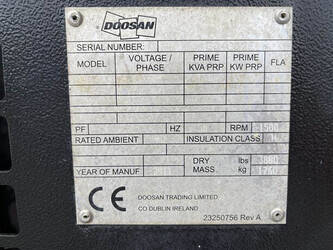 DOOSAN
SERIAL NUMBER:
MODEL VOLTAGE / PHASE PRIME KVA PRP PRIME KW PRP FLA
PF HZ RPM
RATED AMBIENT INSULATION CLASS
DRY lbs
YEAR OF MANUF MASS kg
CE
DOOSAN TRADING LIMITED
CO DUBLIN IRELAND
23250756 Rev A